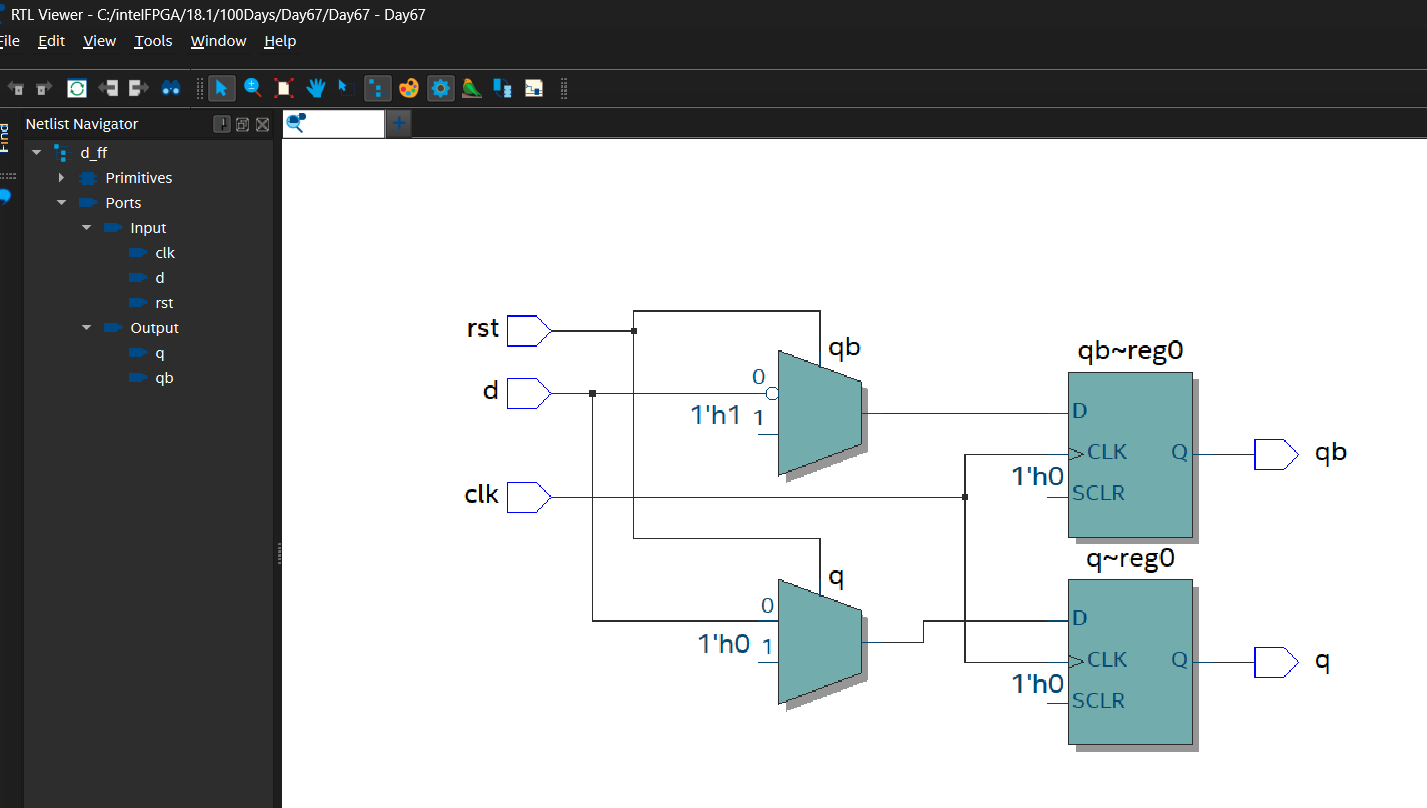 RTL Viewer - C:/intelFPGA/18.1/100Days/Day67/Day67 - Day67
File Edit View Tools Window Help
Find
Netlist Navigator
d_ff
Primitives
Ports
Input
clk
d
rst
Output
q
qb
rst
d
clk
qb
0
1'h1 1
q
0
1'h0 1
qb~reg0
D
CLK Q
1'h0
SCLR
qb
q~reg0
D
CLK Q
1'h0
SCLR
q